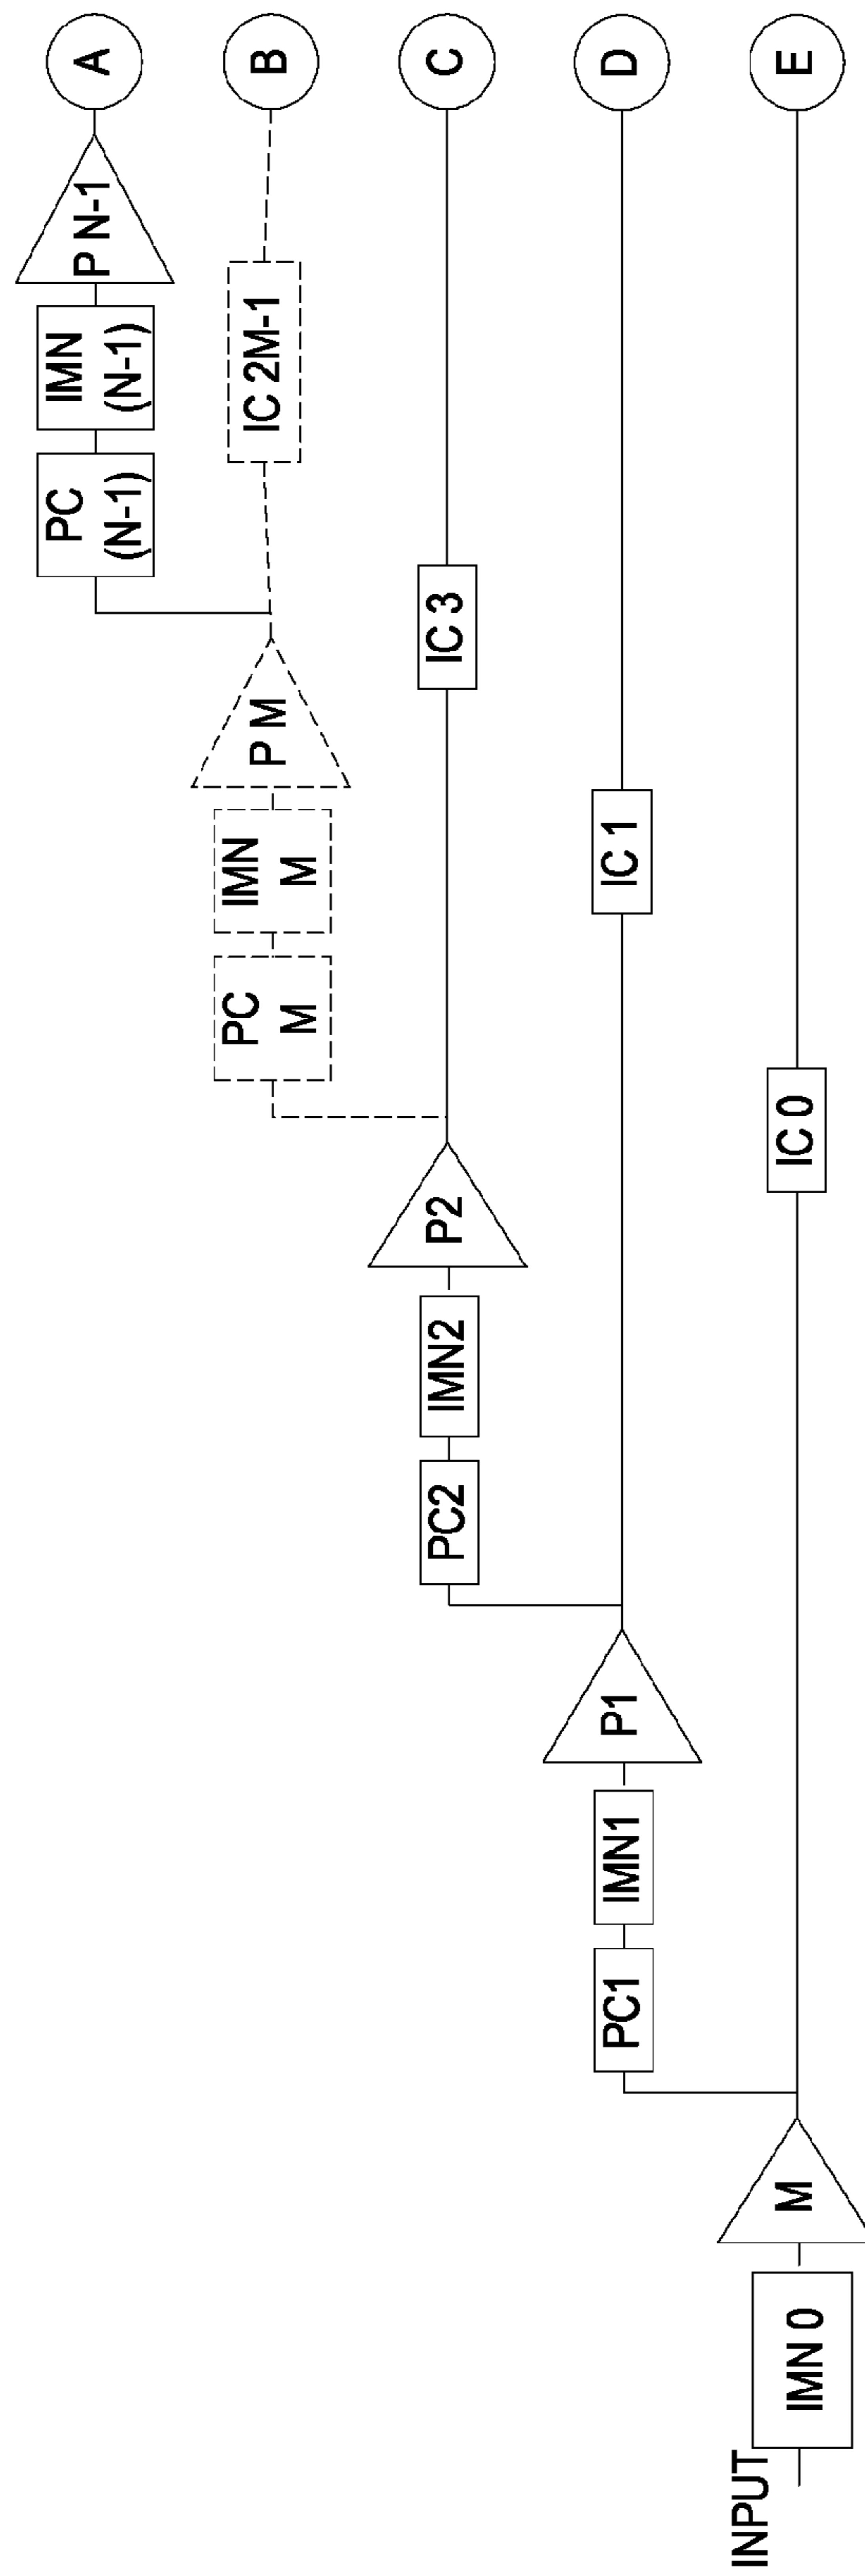 A
P N-1
IMN
(N-1)
PC
(N-1)
B
IC 2M-1
P M
IMN
M
PC
M
C
IC 3
P2
IMN2
PC2
D
IC 1
P1
IMN1
PC1
E
IC 0
M
IMN 0
INPUT